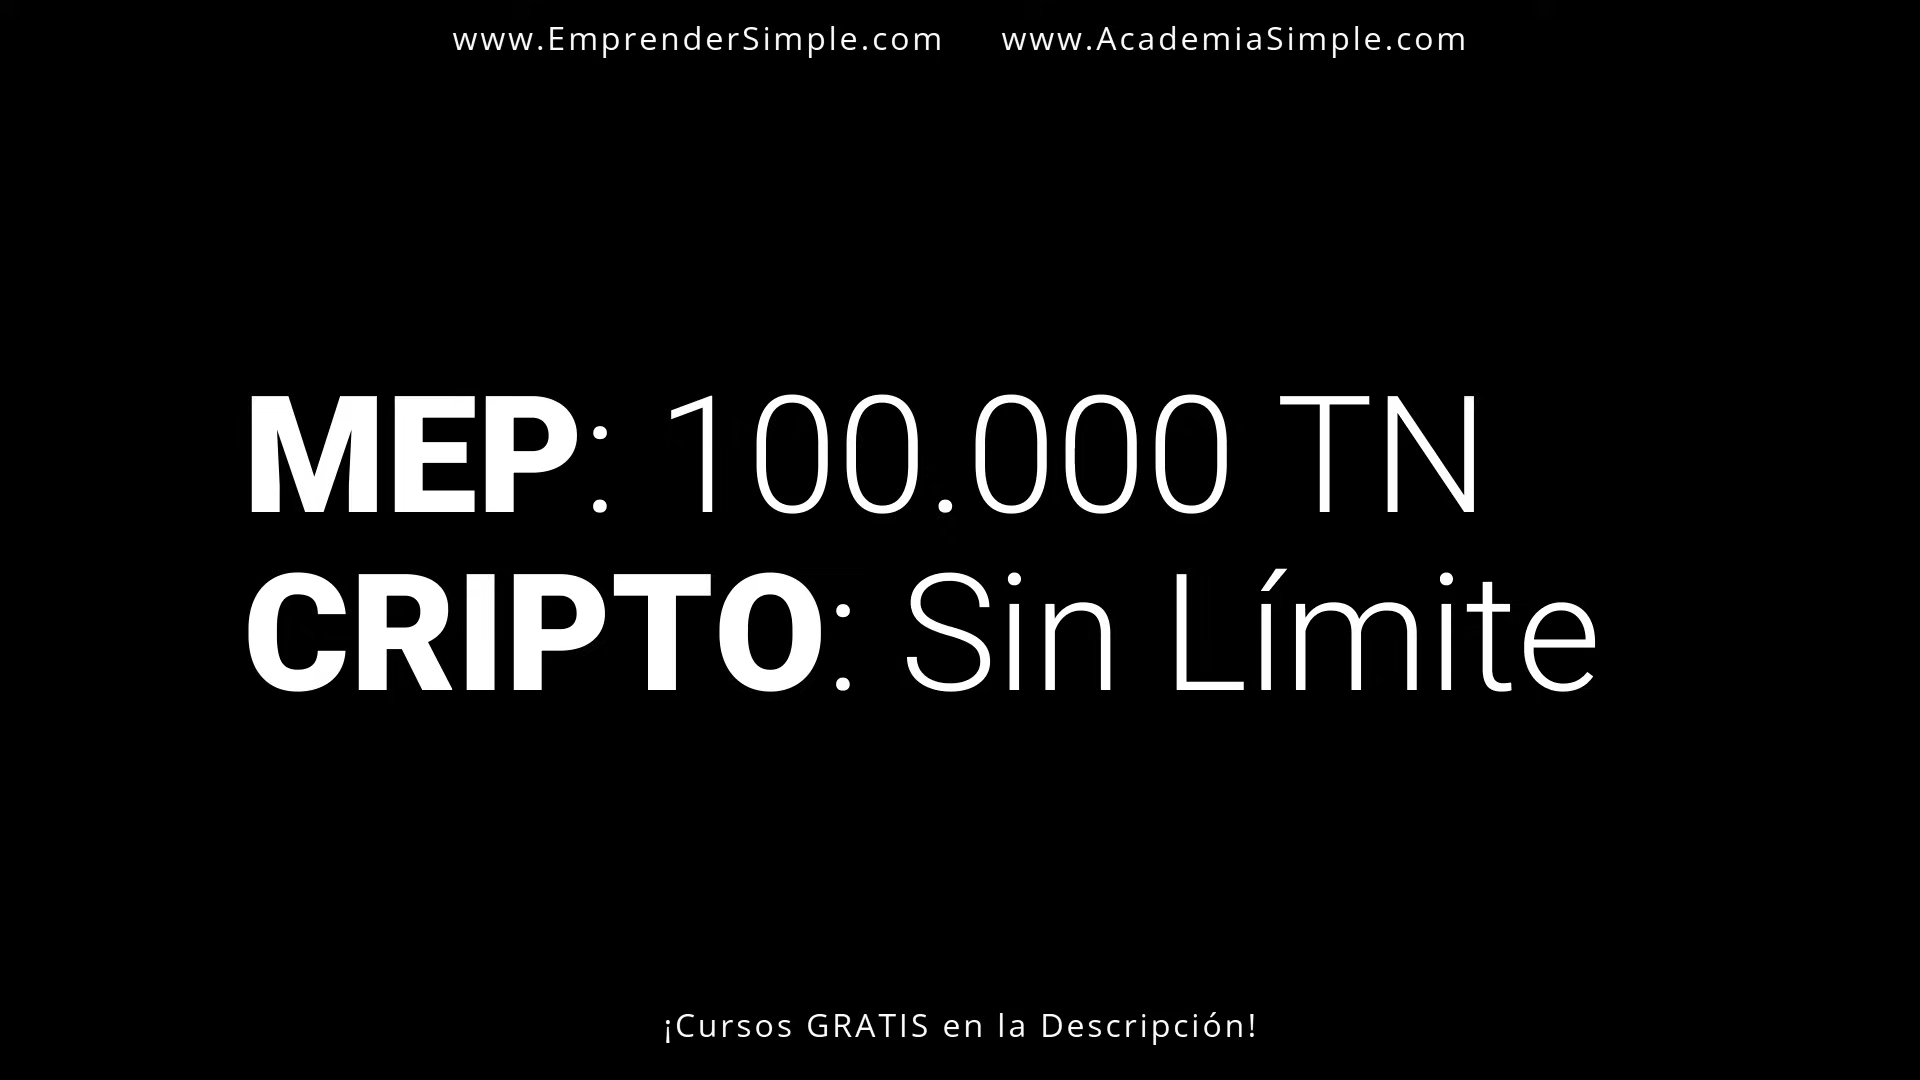 www.EmprenderSimple.com www.AcademiaSimple.com
MEP: 100.000 TN
CRIPTO: Sin Límite
¡Cursos GRATIS en la Descripción!